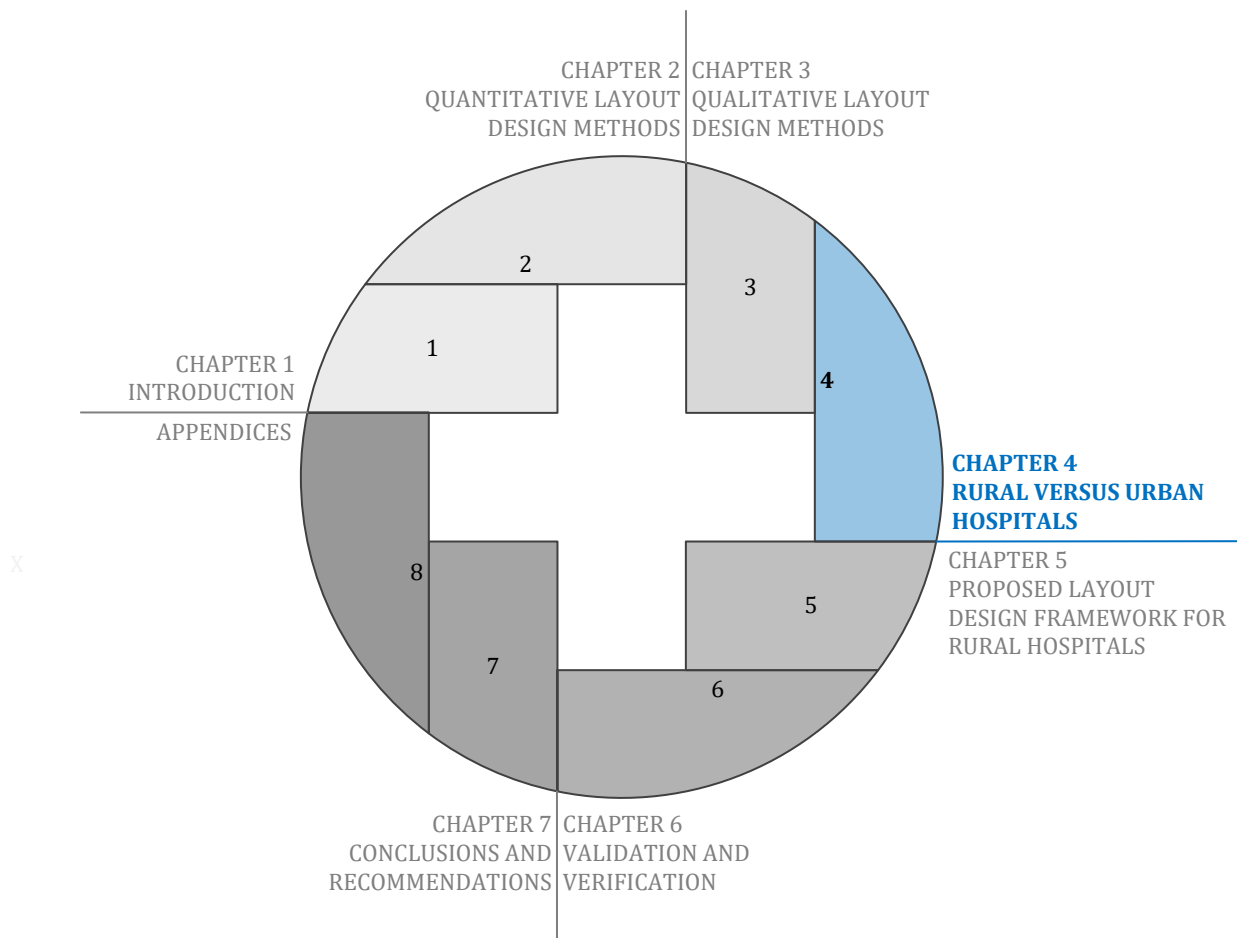 CHAPTER 2
QUANTITATIVE LAYOUT
DESIGN METHODS
CHAPTER 3
QUALITATIVE LAYOUT
DESIGN METHODS
2
3
1
4
CHAPTER 1
INTRODUCTION
APPENDICES
CHAPTER 4
RURAL VERSUS URBAN
HOSPITALS
X
8
5
7
6
CHAPTER 5
PROPOSED LAYOUT
DESIGN FRAMEWORK FOR
RURAL HOSPITALS
CHAPTER 7
CONCLUSIONS AND
RECOMMENDATIONS
CHAPTER 6
VALIDATION AND
VERIFICATION